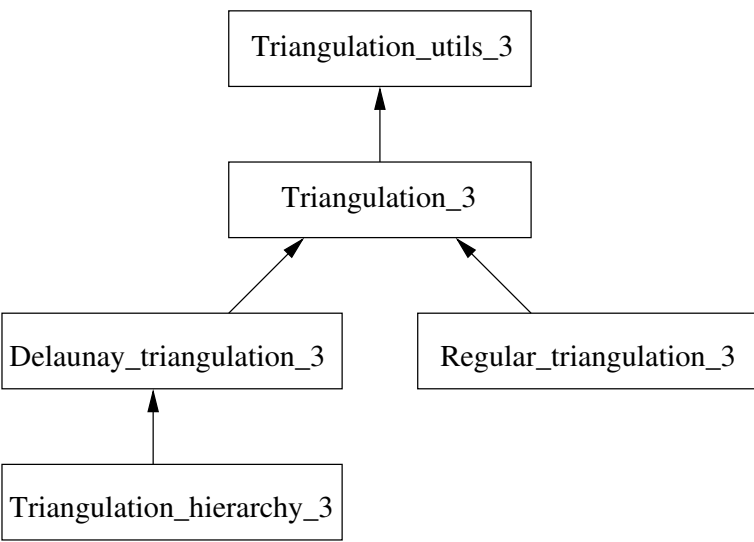 Triangulation_utils_3
Triangulation_3
Delaunay_triangulation_3
Regular_triangulation_3
Triangulation_hierarchy_3